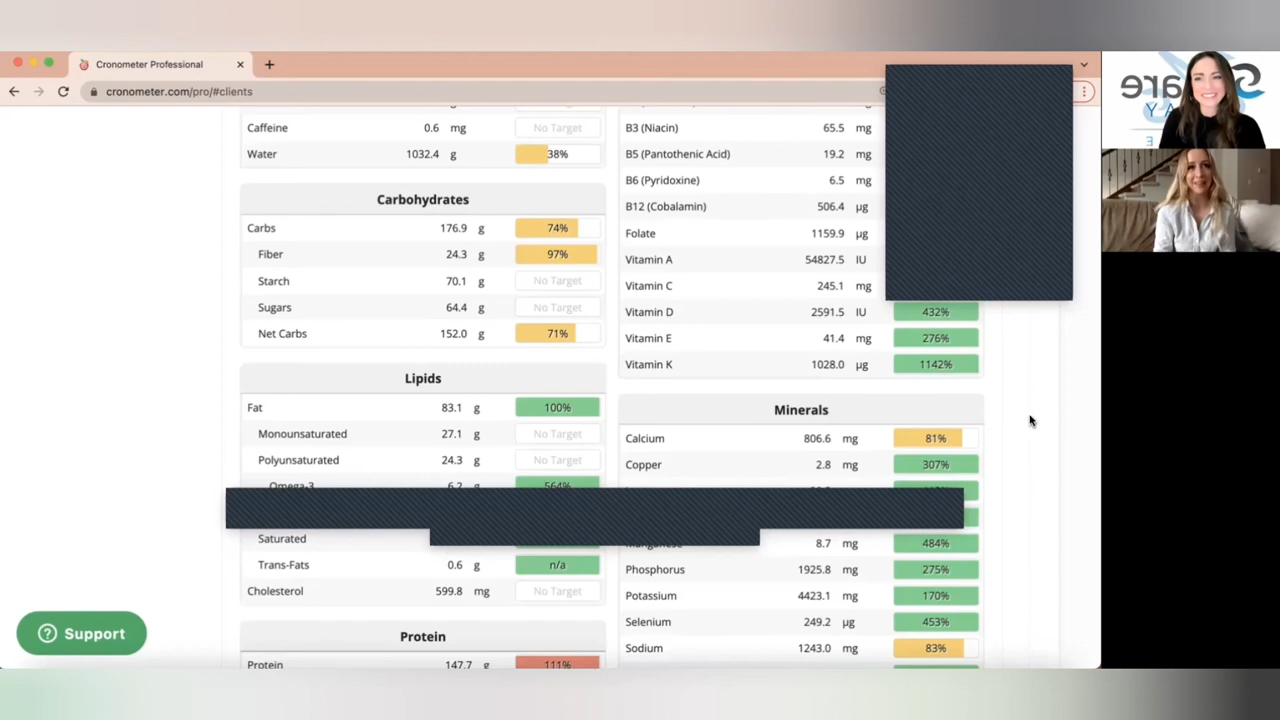 Cronometer Professional
cronometer.com/pro/#clients
Caffeine 0.6 mg No Target
Water 1032.4 g 38%
Carbohydrates
Carbs 176.9 g 74%
Fiber 24.3 g 97%
Starch 70.1 g No Target
Sugars 64.4 g No Target
Net Carbs 152.0 g 71%
Lipids
Fat 83.1 g 100%
Monounsaturated 27.1 g No Target
Polyunsaturated 24.3 g No Target
Omega-3 6.2 g 564%
Saturated
Trans-Fats 0.6 g n/a
Cholesterol 599.8 mg No Target
Protein
Protein 147.7 g 111%
B3 (Niacin) 65.5 mg
B5 (Pantothenic Acid) 19.2 mg
B6 (Pyridoxine) 6.5 mg
B12 (Cobalamin) 506.4 µg
Folate 1159.9 µg
Vitamin A 54827.5 IU
Vitamin C 245.1 mg
Vitamin D 2591.5 IU 432%
Vitamin E 41.4 mg 276%
Vitamin K 1028.0 µg 1142%
Minerals
Calcium 806.6 mg 81%
Copper 2.8 mg 307%
Manganese 8.7 mg 484%
Phosphorus 1925.8 mg 275%
Potassium 4423.1 mg 170%
Selenium 249.2 µg 453%
Sodium 1243.0 mg 83%
Support